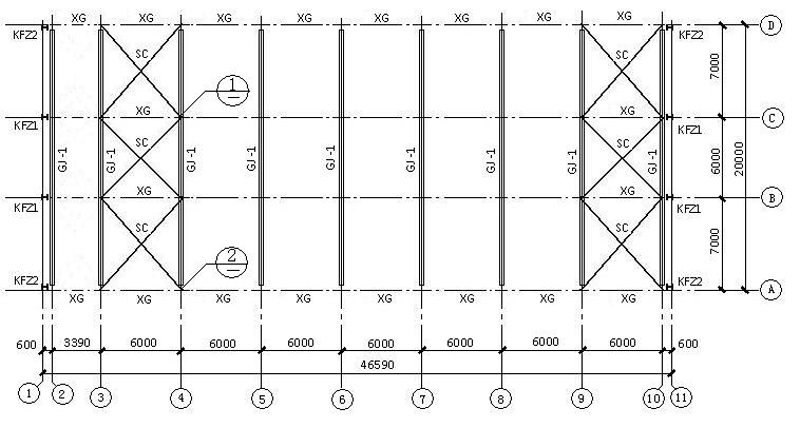 XG XG XG XG XG XG XG XG D
KFZ2 KFZ2
SC SC
7000
1
XG XG C
KFZ1 KFZ1
SC SC
GJ-1 GJ-1 GJ-1 GJ-1 GJ-1 GJ-1 GJ-1 GJ-1 GJ-1
6000 20000
XG XG B
KFZ1 KFZ1
SC SC
7000
2
KFZ2 KFZ2
A
XG XG XG XG XG XG XG XG
600 3390 6000 6000 6000 6000 6000 6000 6000 600
46590
1 2 3 4 5 6 7 8 9 10 11